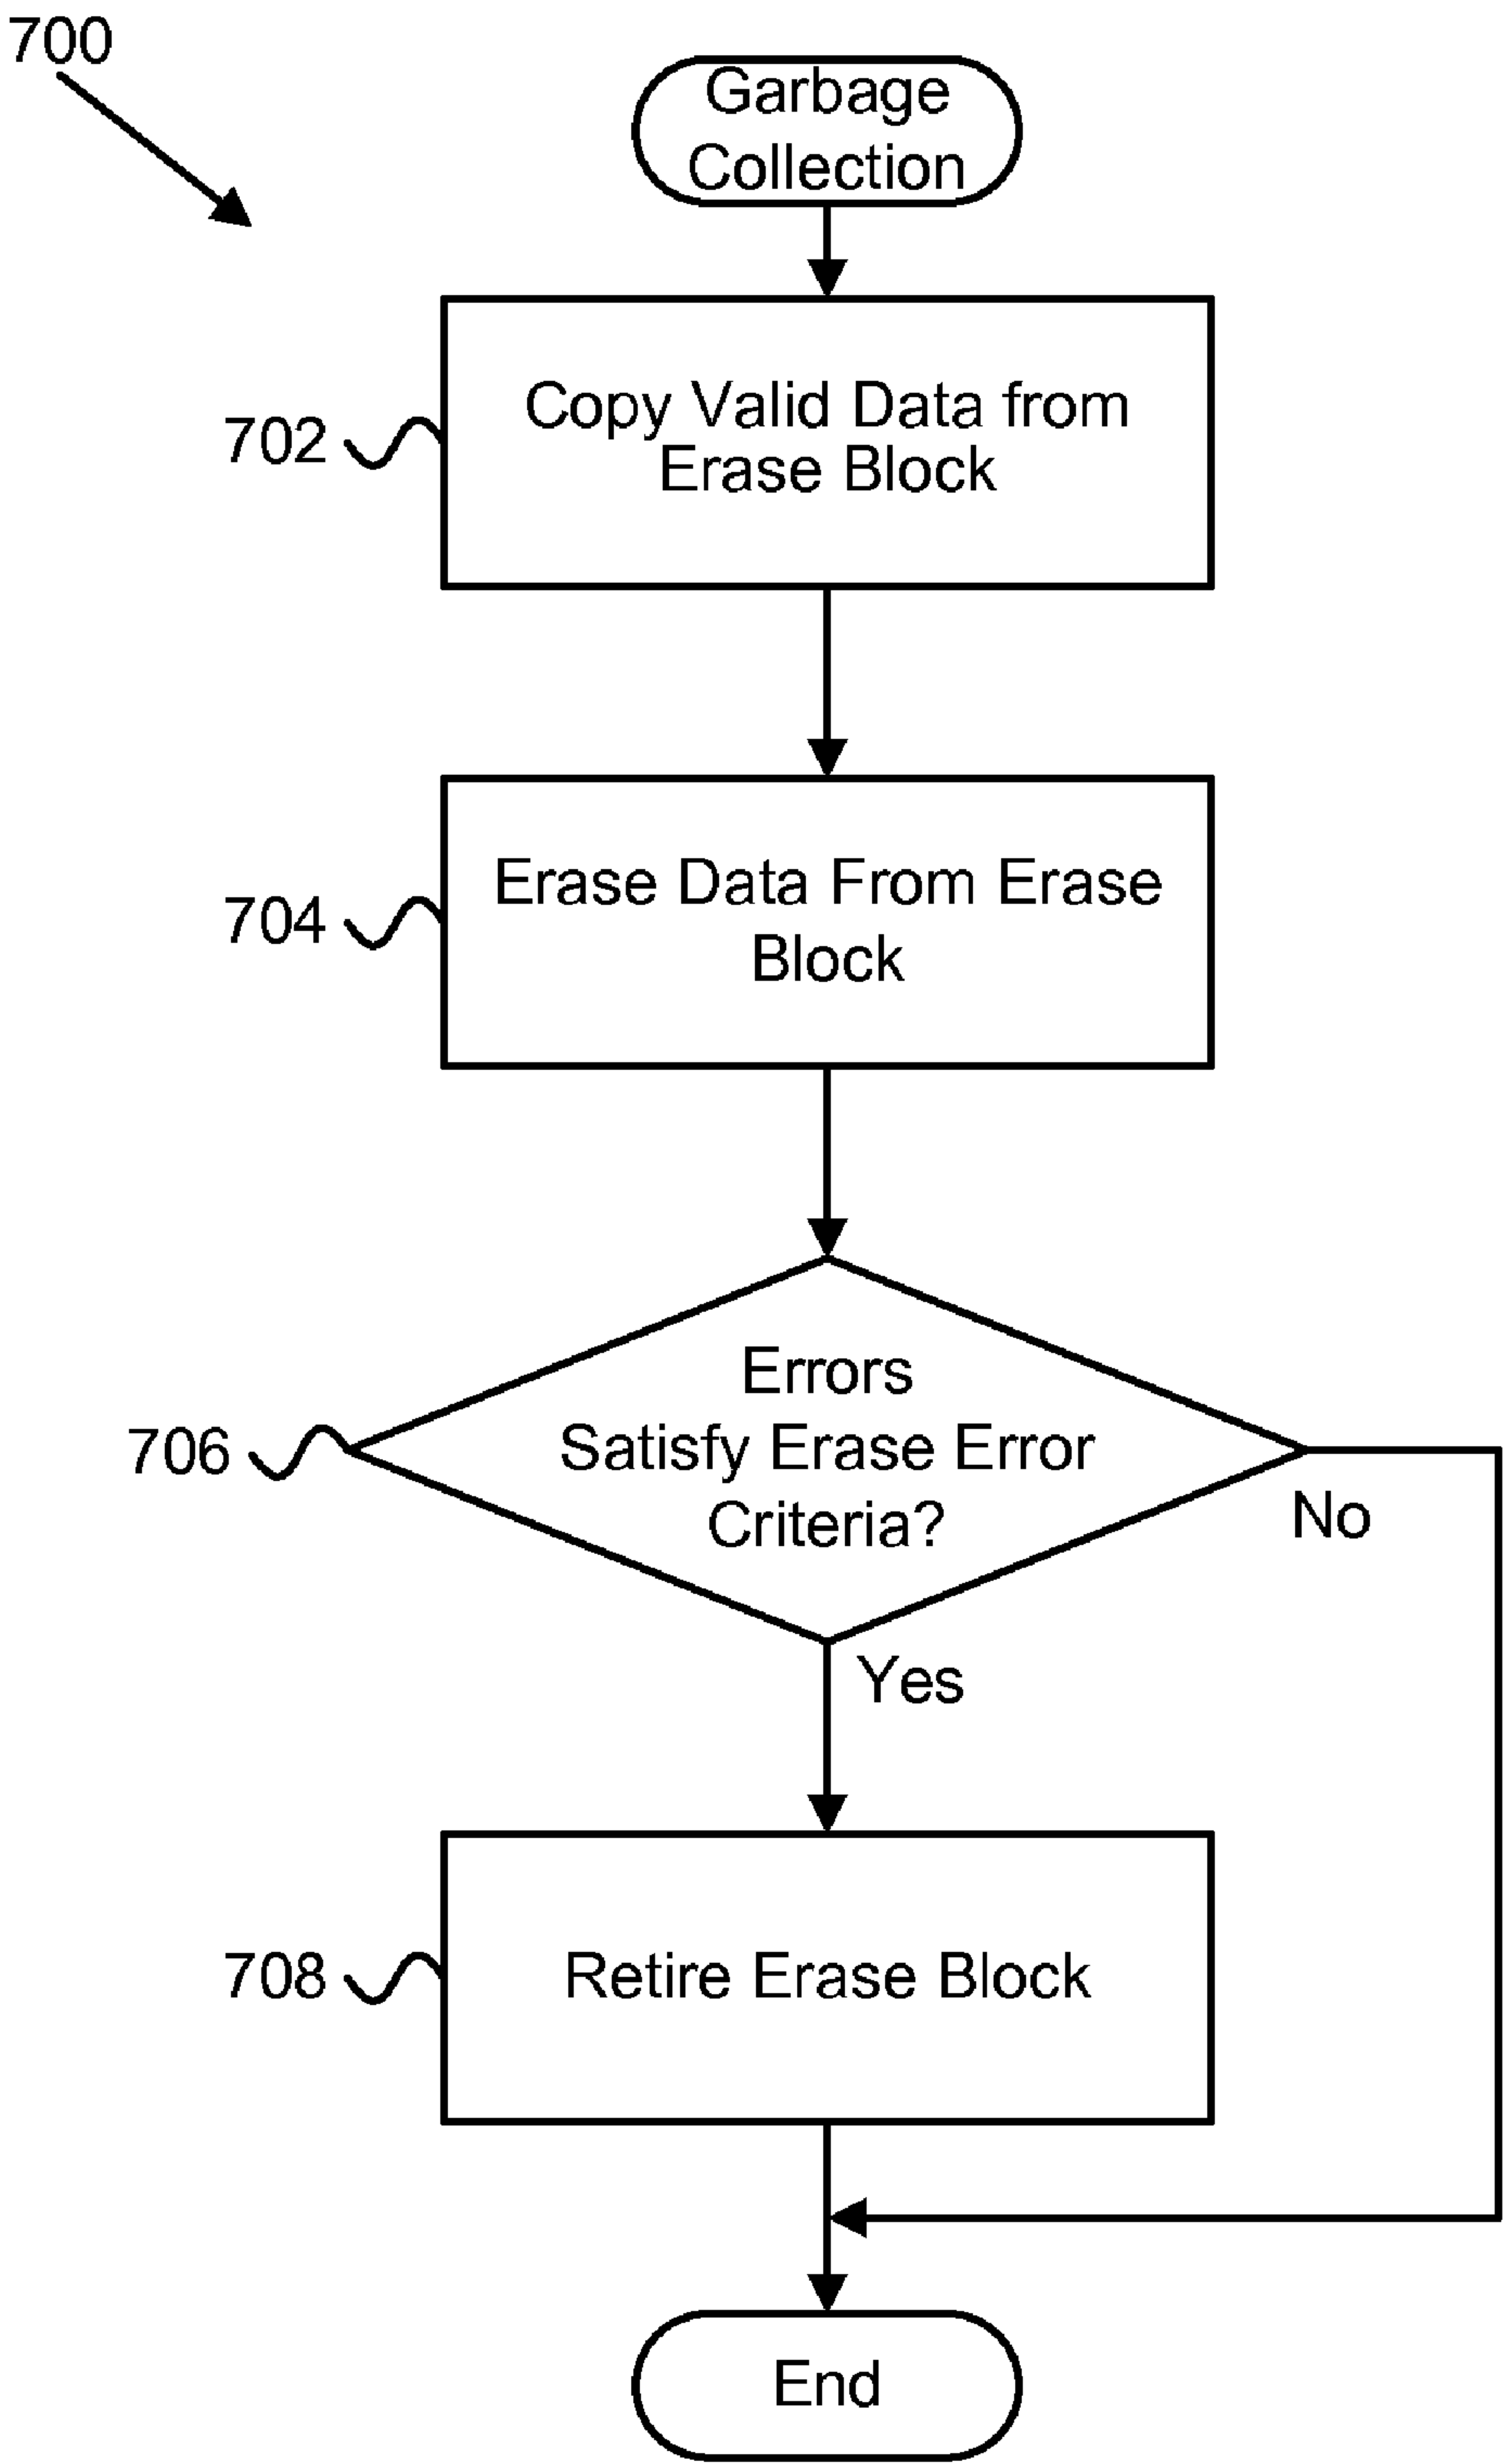 700
Garbage
Collection
702
Copy Valid Data from
Erase Block
704
Erase Data From Erase
Block
706
Errors
Satisfy Erase Error
Criteria?
No
Yes
708
Retire Erase Block
End